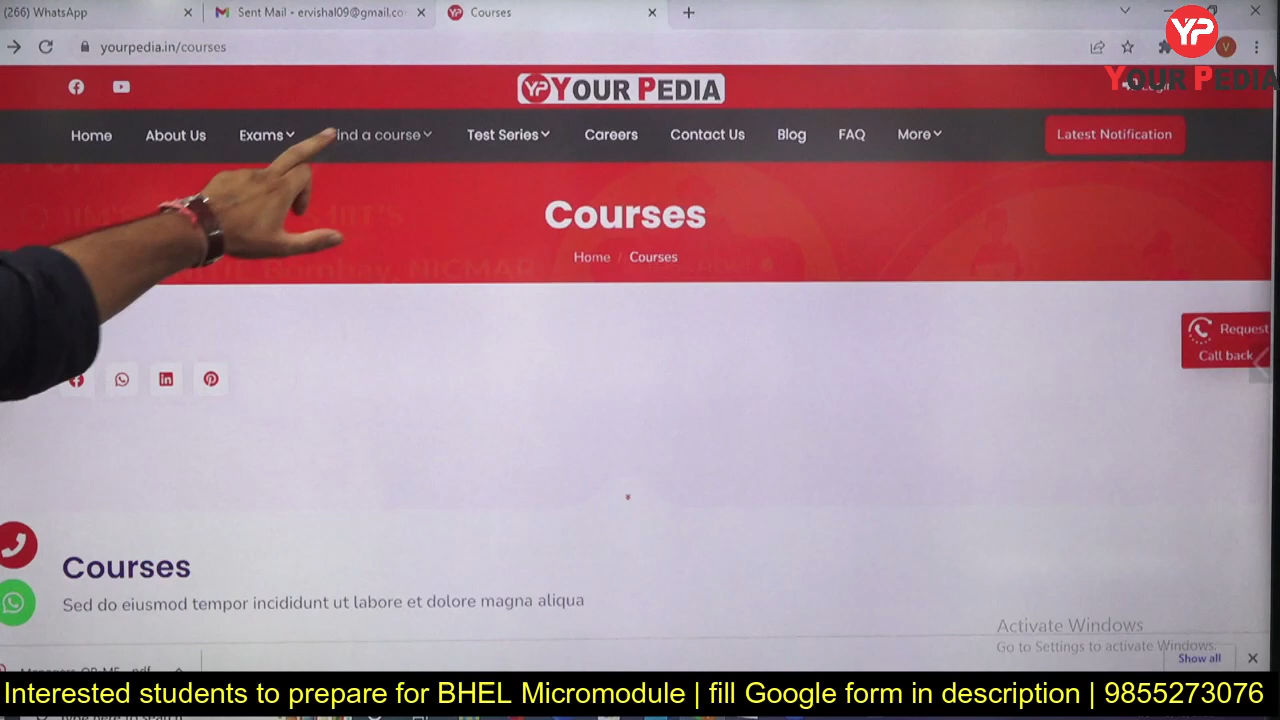 (266) WhatsApp
Sent Mail - ervishal09@gmail.co
Courses
yourpedia.in/courses
V
YP
YOUR PEDIA
YP YOUR PEDIA
Home
About Us
Exams
ind a course
Test Series
Careers
Contact Us
Blog
FAQ
More
Latest Notification
Courses
Home / Courses
Request
Call back
Courses
Sed do eiusmod tempor incididunt ut labore et dolore magna aliqua
Activate Windows
Go to Settings to activate Windows.
Show all
Interested students to prepare for BHEL Micromodule | fill Google form in description | 9855273076